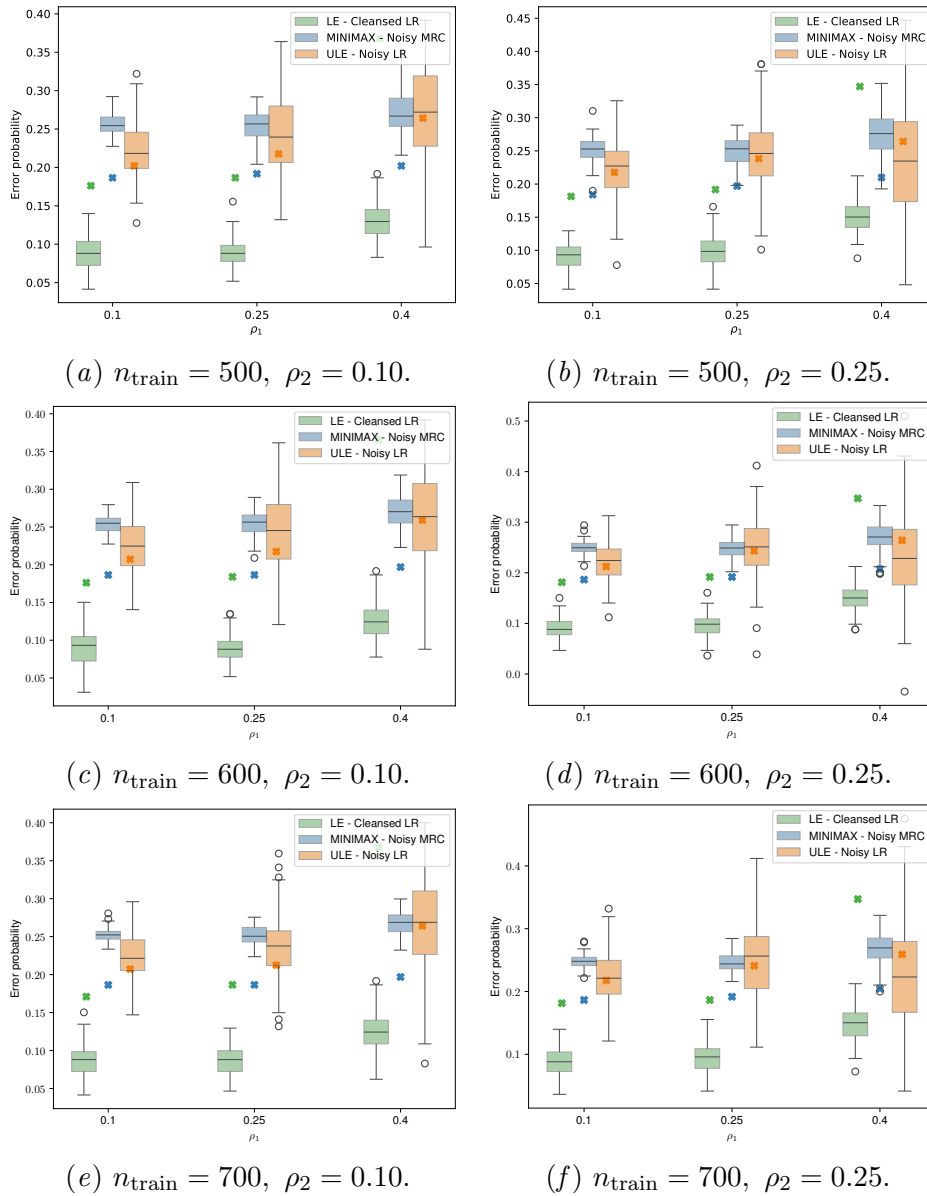 LE - Cleansed LR
MINIMAX - Noisy MRC
ULE - Noisy LR
Error probability
0.40
0.35
0.30
0.25
0.20
0.15
0.10
0.05
0.1
0.25
0.4
ρ1
(a) ntrain = 500, ρ2 = 0.10.
LE - Cleansed LR
MINIMAX - Noisy MRC
ULE - Noisy LR
Error probability
0.40
0.35
0.30
0.25
0.20
0.15
0.10
0.05
0.1
0.25
0.4
ρ1
(b) ntrain = 500, ρ2 = 0.25.
LE - Cleansed LR
MINIMAX - Noisy MRC
ULE - Noisy LR
Error probability
0.40
0.35
0.30
0.25
0.20
0.15
0.10
0.05
0.1
0.25
0.4
ρ1
(c) ntrain = 600, ρ2 = 0.10.
LE - Cleansed LR
MINIMAX - Noisy MRC
ULE - Noisy LR
Error probability
0.5
0.4
0.3
0.2
0.1
0.0
0.1
0.25
0.4
ρ1
(d) ntrain = 600, ρ2 = 0.25.
LE - Cleansed LR
MINIMAX - Noisy MRC
ULE - Noisy LR
Error probability
0.40
0.35
0.30
0.25
0.20
0.15
0.10
0.05
0.1
0.25
0.4
ρ1
(e) ntrain = 700, ρ2 = 0.10.
LE - Cleansed LR
MINIMAX - Noisy MRC
ULE - Noisy LR
Error probability
0.4
0.3
0.2
0.1
0.1
0.25
0.4
ρ1
(f) ntrain = 700, ρ2 = 0.25.